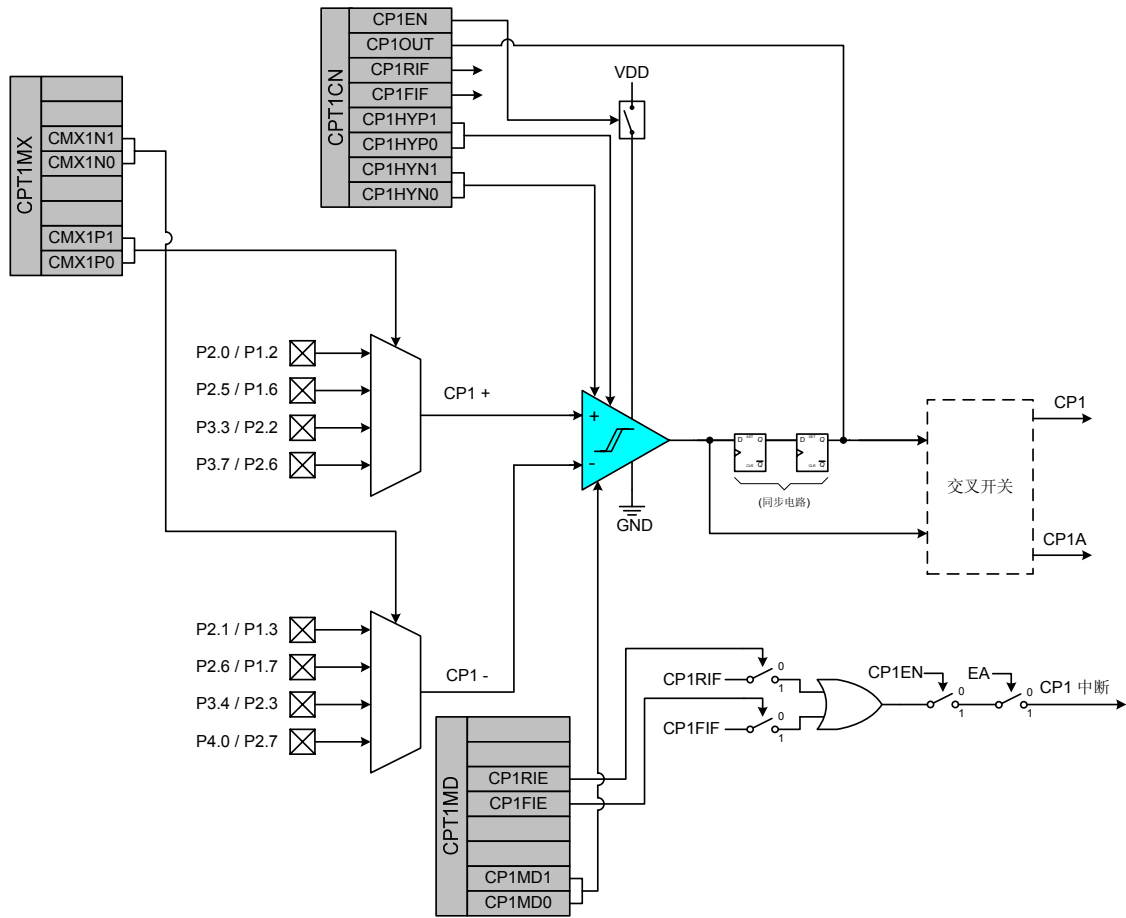 CPT1CN
CP1EN
CP1OUT
CP1RIF
CP1FIF
CP1HYP1
CP1HYP0
CP1HYN1
CP1HYN0
VDD
CPT1MX
CMX1N1
CMX1N0
CMX1P1
CMX1P0
P2.0 / P1.2
P2.5 / P1.6
P3.3 / P2.2
P3.7 / P2.6
CP1 +
+
-
GND
D SET Q
CLR Q
D SET Q
CLR Q
(同步电路)
交叉开关
CP1
CP1A
P2.1 / P1.3
P2.6 / P1.7
P3.4 / P2.3
P4.0 / P2.7
CP1 -
CPT1MD
CP1RIE
CP1FIE
CP1MD1
CP1MD0
CP1RIF
0
1
CP1FIF
0
1
CP1EN
0
1
EA
0
1
CP1 中断